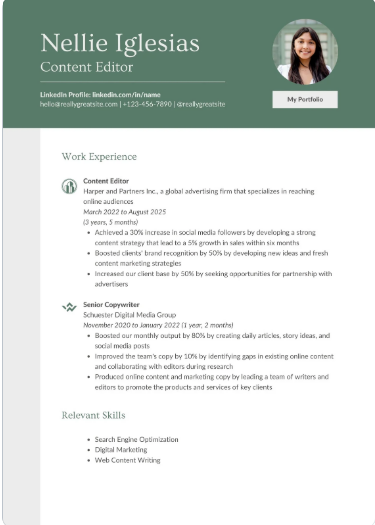 Nellie Iglesias
Content Editor
LinkedIn Profile: linkedin.com/in/name
hello@reallygreatsite.com | +123-456-7890 | @reallygreatsite
My Portfolio
Work Experience
Content Editor
Harper and Partners Inc., a global advertising firm that specializes in reaching
online audiences
March 2022 to August 2025
(3 years, 5 months)
• Achieved a 30% increase in social media followers by developing a strong
content strategy that lead to a 5% growth in sales within six months
• Boosted clients' brand recognition by 50% by developing new ideas and fresh
content marketing strategies
• Increased our client base by 50% by seeking opportunities for partnership with
advertisers
Senior Copywriter
Schuester Digital Media Group
November 2020 to January 2022 (1 year, 2 months)
• Boosted our monthly output by 80% by creating daily articles, story ideas, and
social media posts
• Improved the team's copy by 10% by identifying gaps in existing online content
and collaborating with editors during research
• Produced online content and marketing copy by leading a team of writers and
editors to promote the products and services of key clients
Relevant Skills
• Search Engine Optimization
• Digital Marketing
• Web Content Writing